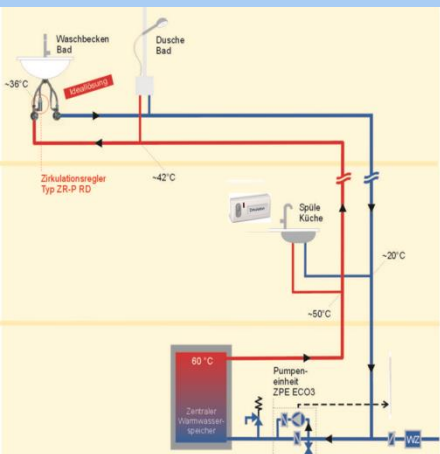 Waschbecken
Bad
Dusche
Bad
~36°C
Ideallösung
Zirkulationsregler
Typ ZR-P RD
~42°C
Spüle
Küche
~20°C
~50°C
60 °C
Pumpen-
einheit
ZPE ECO3
Zentraler
Warmwasser-
speicher
WZ